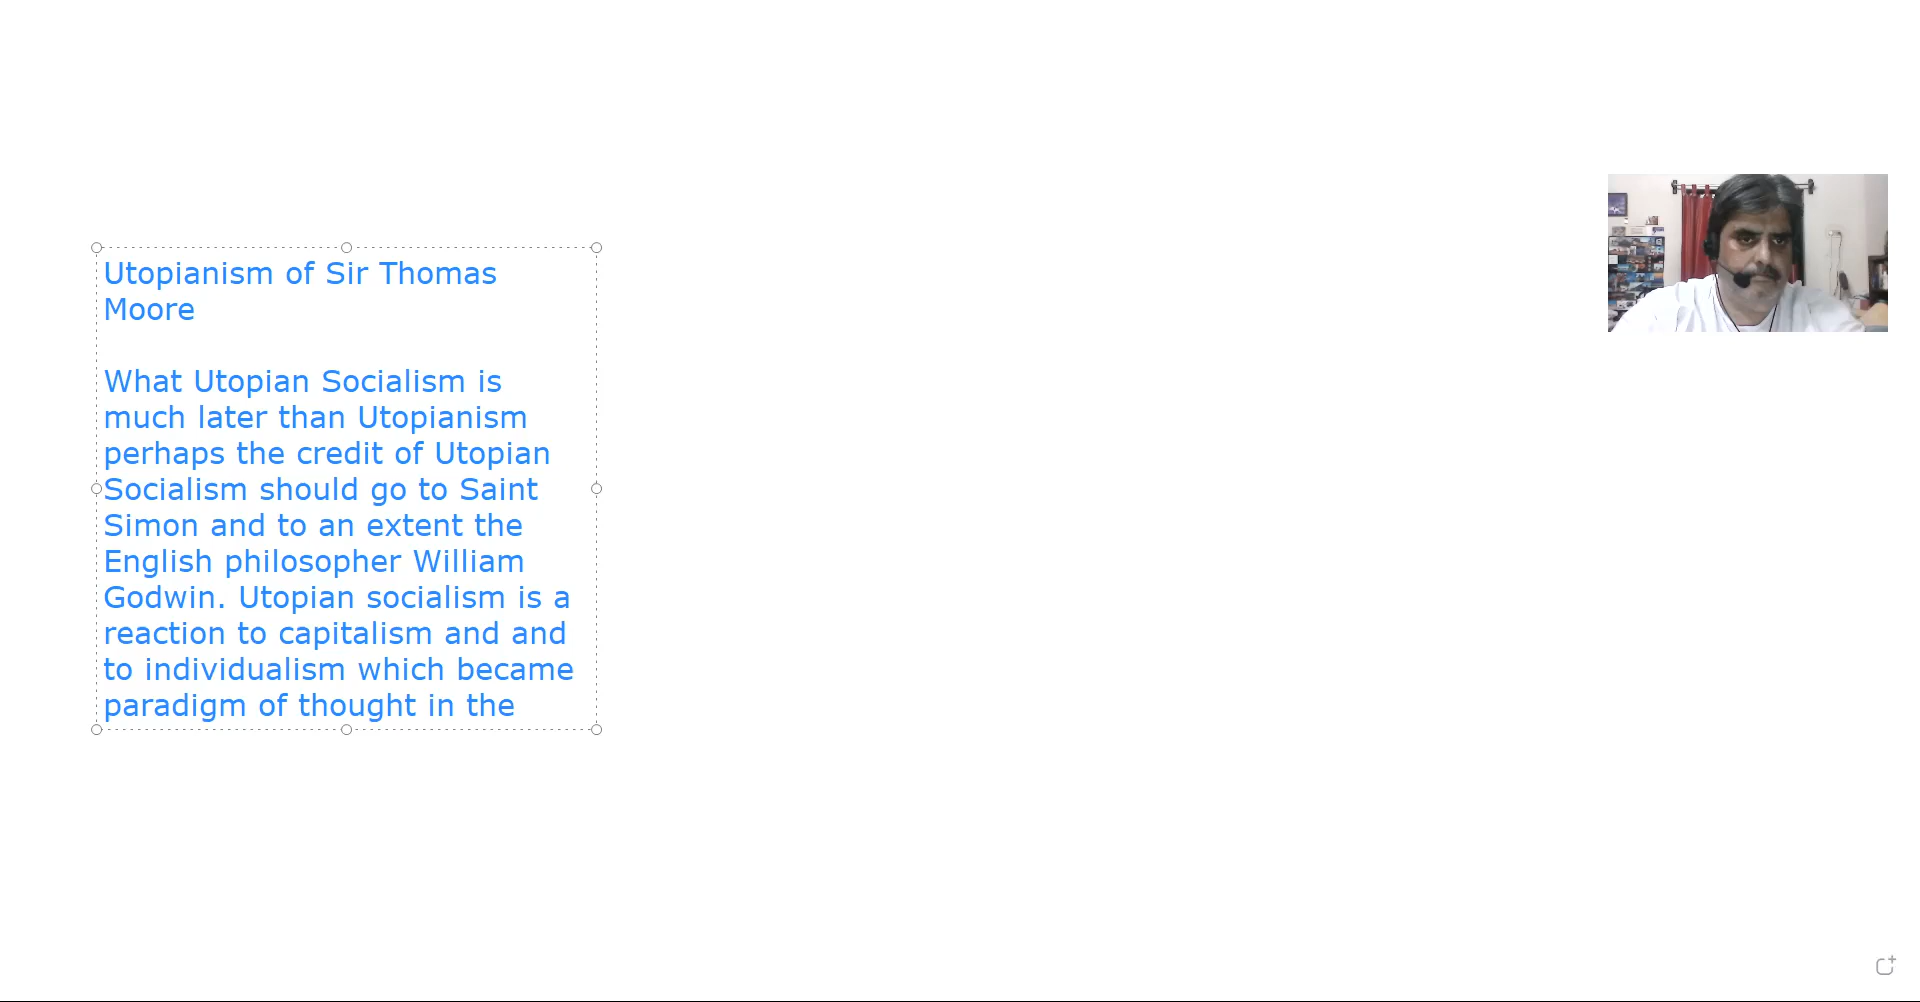 Utopianism of Sir Thomas
Moore
What Utopian Socialism is
much later than Utopianism
perhaps the credit of Utopian
Socialism should go to Saint
Simon and to an extent the
English philosopher William
Godwin. Utopian socialism is a
reaction to capitalism and and
to individualism which became
paradigm of thought in the